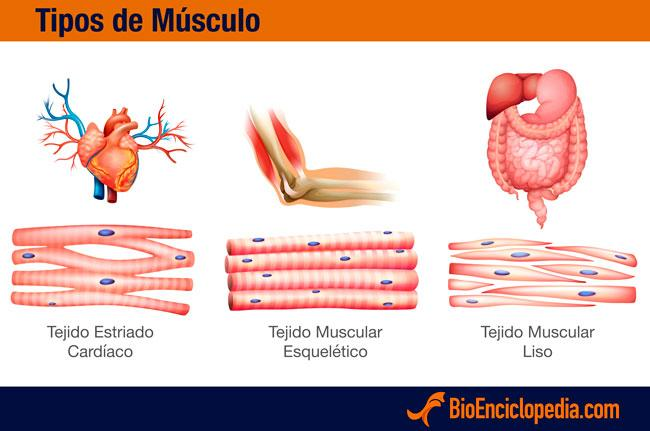 Tipos de Músculo
Tejido Estriado
Cardíaco
Tejido Muscular
Esquelético
Tejido Muscular
Liso
BioEnciclopedia.com